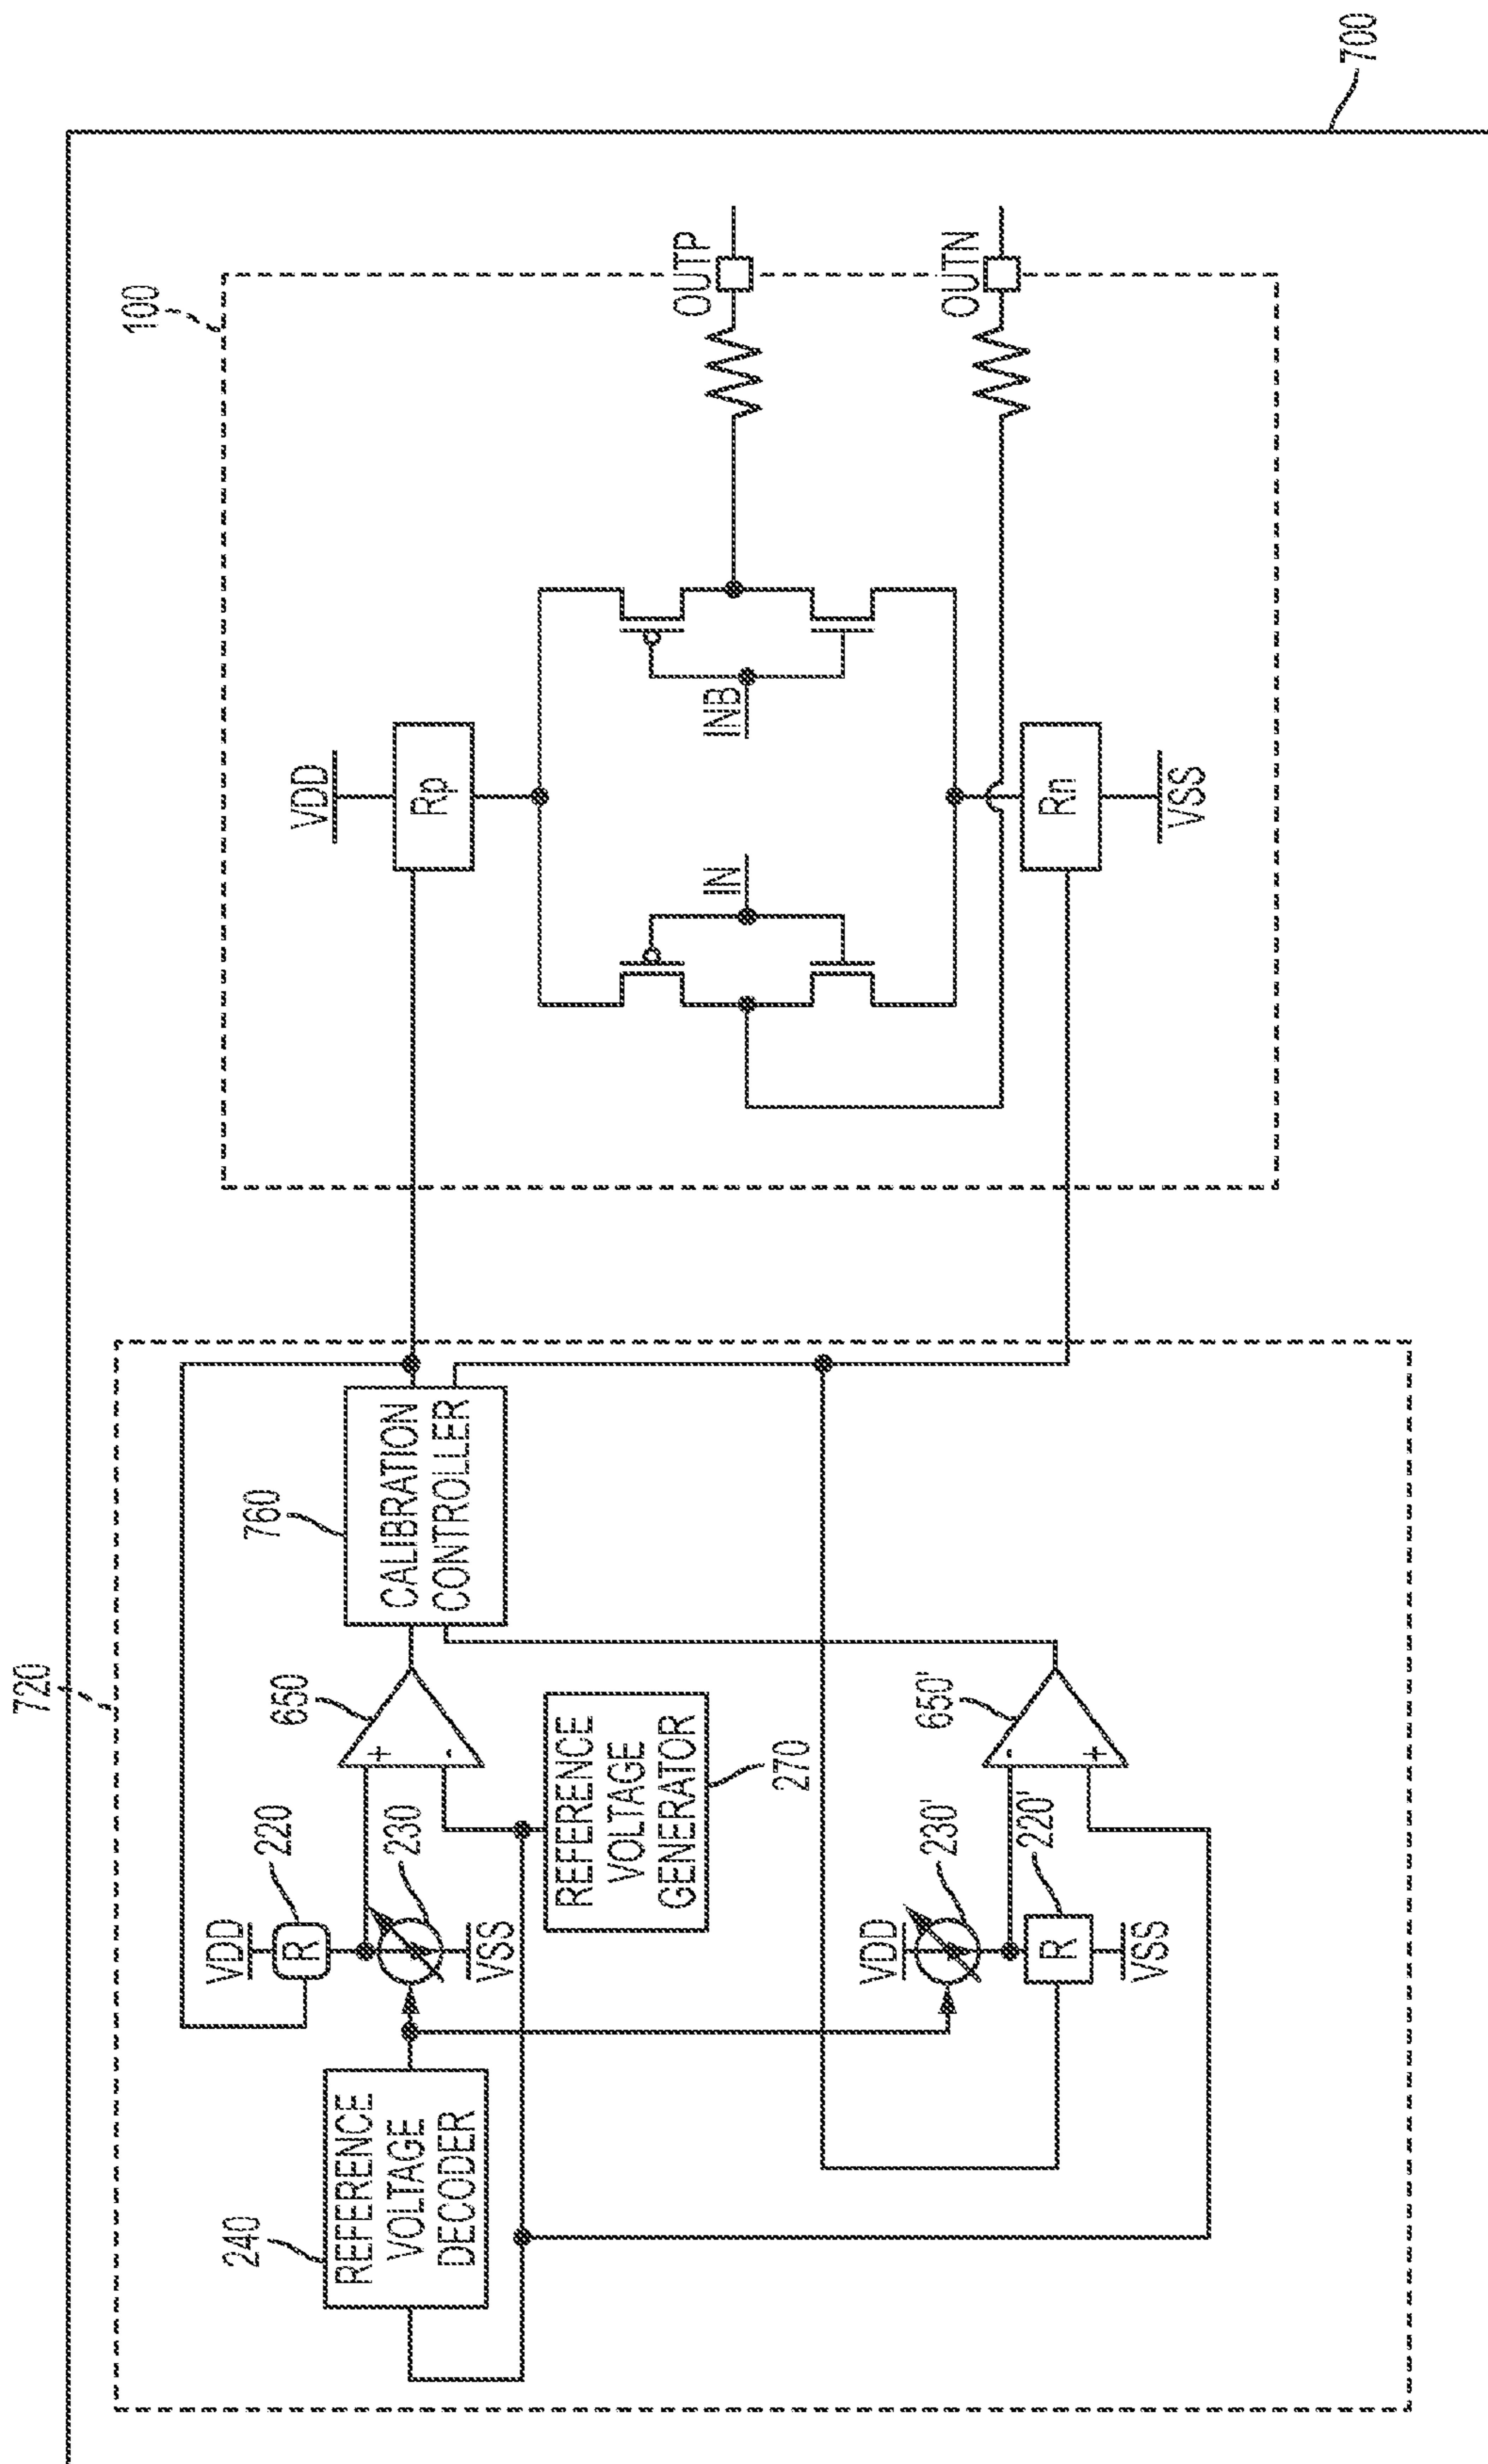 700
720
100
240
REFERENCE
VOLTAGE
DECODER
VDD
R
220
230
VSS
650
+
-
760
CALIBRATION
CONTROLLER
REFERENCE
VOLTAGE
GENERATOR
270
VDD
230'
R
220'
VSS
650'
-
+
VDD
Rp
IN
INB
Rn
VSS
OUTP
OUTN